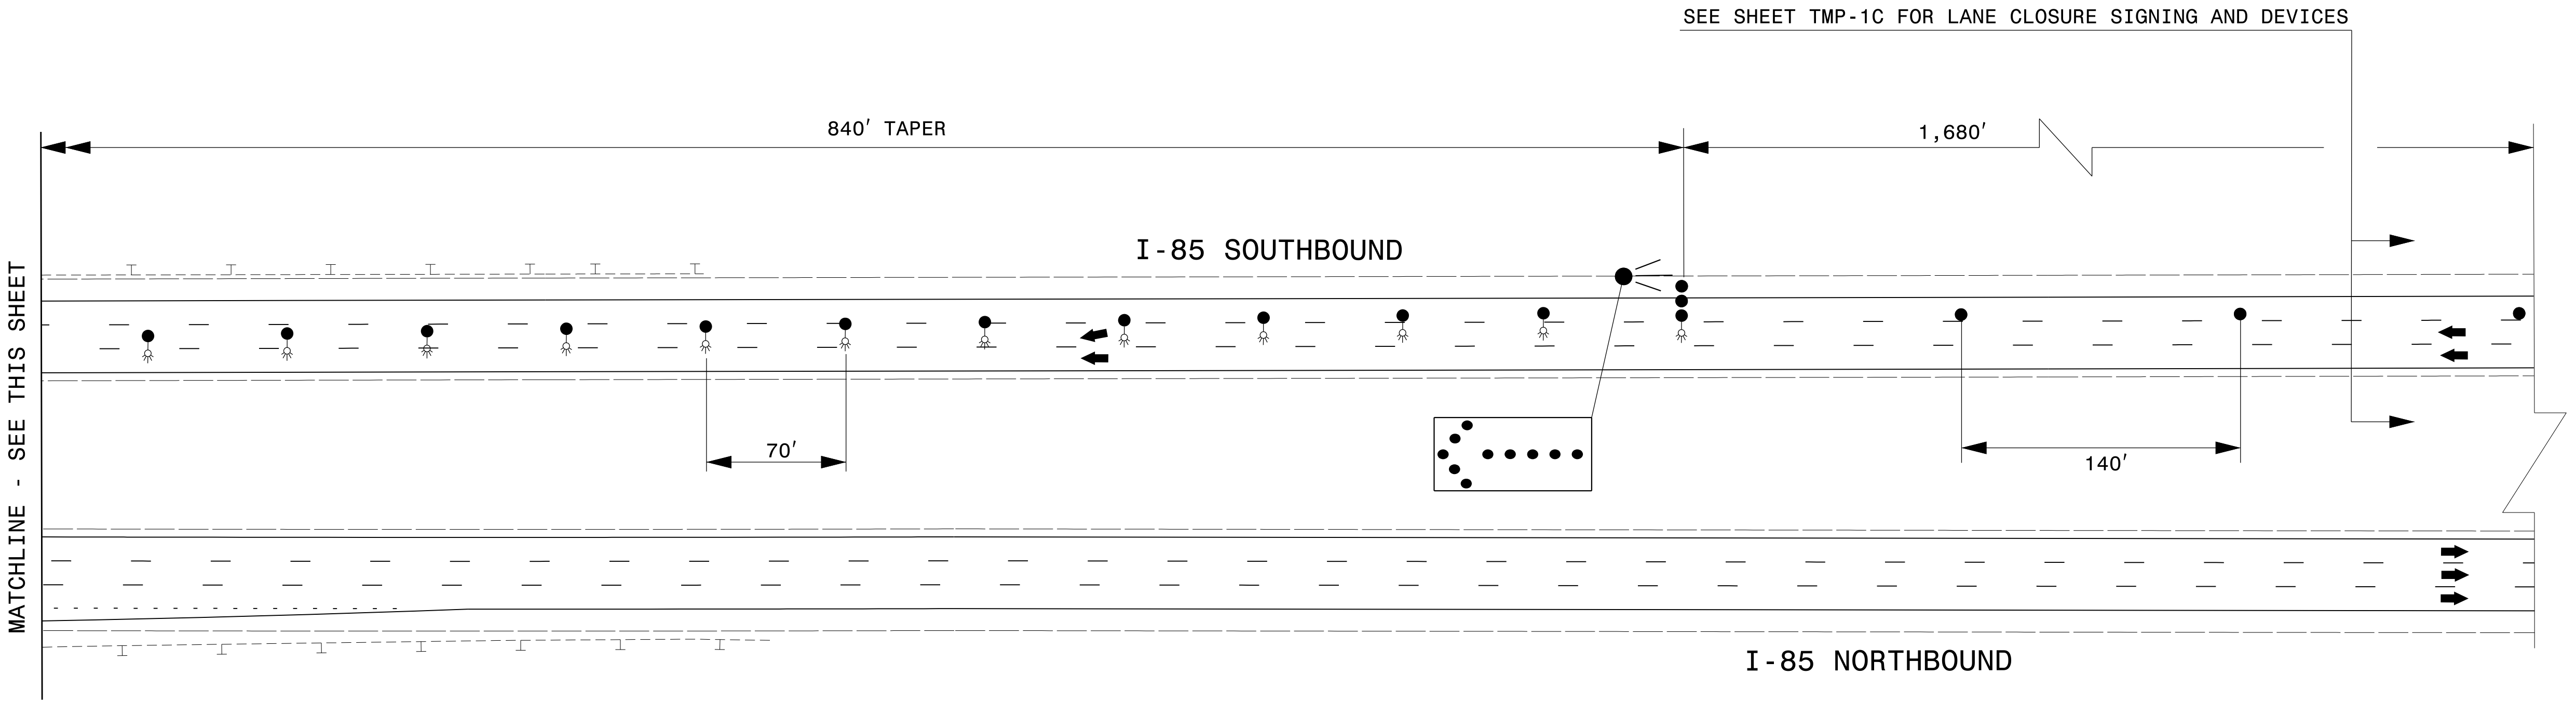 SEE SHEET TMP-1C FOR LANE CLOSURE SIGNING AND DEVICES
840' TAPER
1,680'
I-85 SOUTHBOUND
MATCHLINE - SEE THIS SHEET
70'
140'
I-85 NORTHBOUND